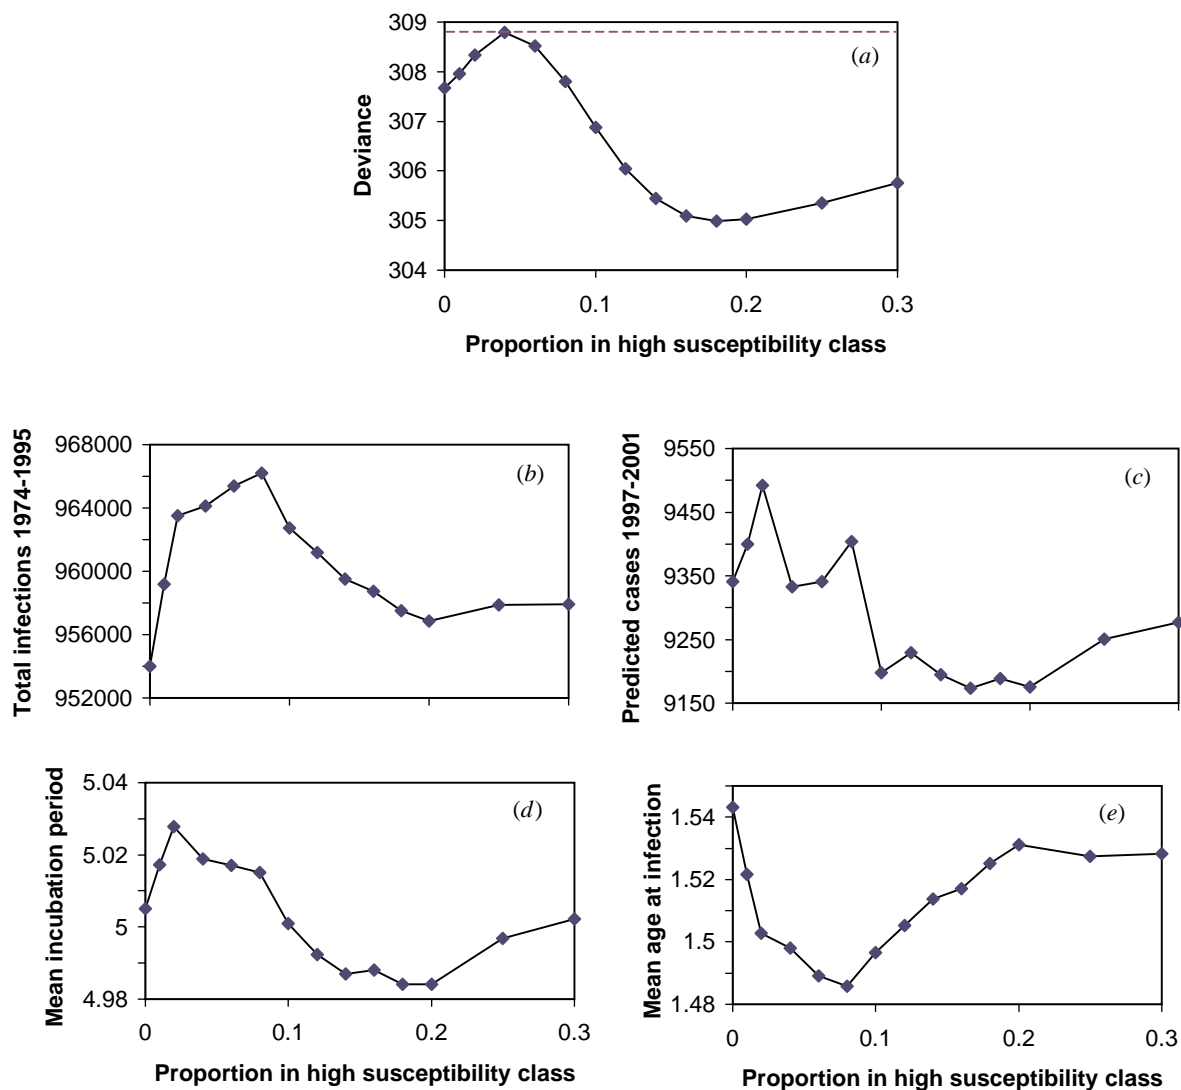 309
308
307
306
305
304
Deviance
(a)
0
0.1
0.2
0.3
Proportion in high susceptibility class
968000
964000
960000
956000
952000
Total infections 1974-1995
(b)
9550
9450
9350
9250
9150
Predicted cases 1997-2001
(c)
5.04
5.02
5
4.98
Mean incubation period
(d)
0
0.1
0.2
0.3
Proportion in high susceptibility class
1.54
1.52
1.5
1.48
Mean age at infection
(e)
0
0.1
0.2
0.3
Proportion in high susceptibility class